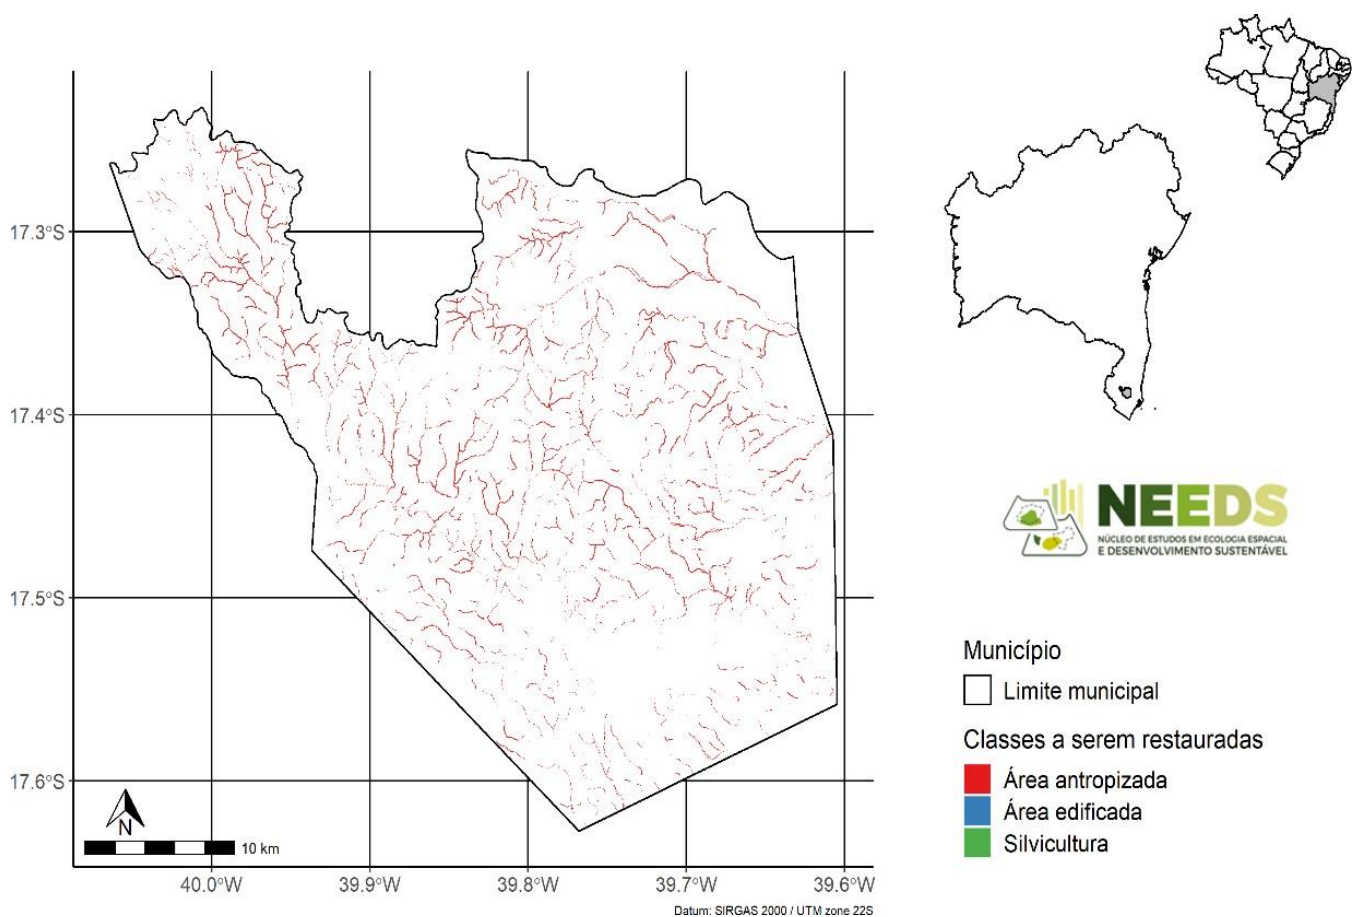 17.3°S
17.4°S
17.5°S
17.6°S
N
10 km
40.0°W
39.9°W
39.8°W
39.7°W
39.6°W
Datum: SIRGAS 2000 / UTM zone 22S
NEEDS
NÚCLEO DE ESTUDOS EM ECOLOGIA ESPACIAL
E DESENVOLVIMENTO SUSTENTÁVEL
Município
Limite municipal
Classes a serem restauradas
Área antropizada
Área edificada
Silvicultura